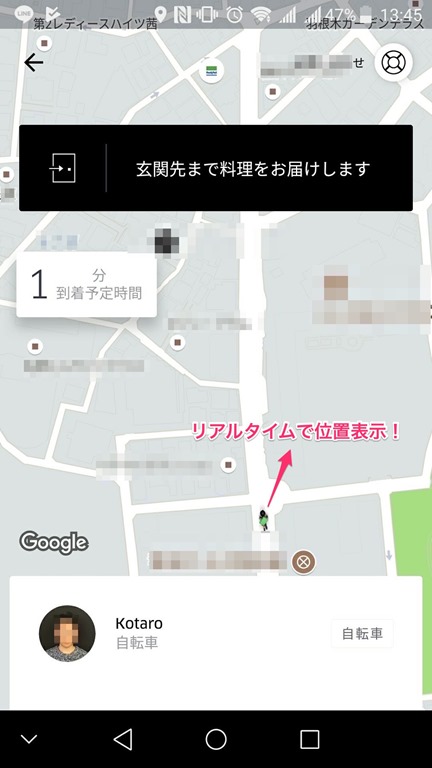 47% 13:45
第2レディースハイツ茜
羽根木ガーデンテラス
せ
玄関先まで料理をお届けします
1 分
到着予定時間
リアルタイムで位置表示！
Google
Kotaro
自転車
自転車